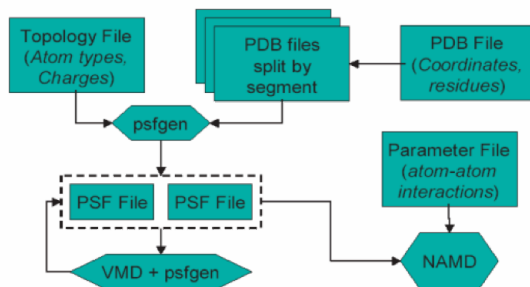 Topology File
(Atom types,
Charges)
PDB files
split by
segment
PDB File
(Coordinates,
residues)
psfgen
Parameter File
(atom-atom
interactions)
PSF File
PSF File
VMD + psfgen
NAMD